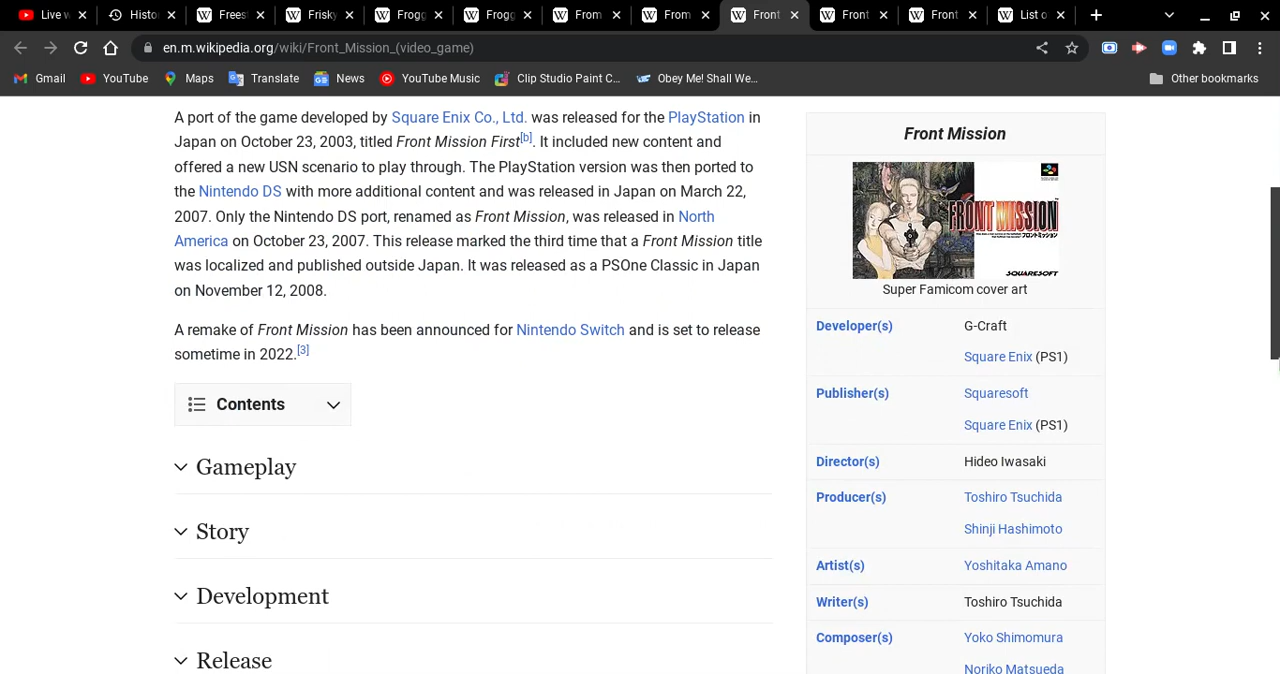 Live w
Histo
Frees
Frisky
Frogg
Frogg
From
From
Front
Front
Front
List o
en.m.wikipedia.org/wiki/Front_Mission_(video_game)
Gmail
YouTube
Maps
Translate
News
YouTube Music
Clip Studio Paint C...
Obey Me! Shall We...
Other bookmarks
A port of the game developed by Square Enix Co., Ltd. was released for the PlayStation in
Japan on October 23, 2003, titled Front Mission First[b]. It included new content and
offered a new USN scenario to play through. The PlayStation version was then ported to
the Nintendo DS with more additional content and was released in Japan on March 22,
2007. Only the Nintendo DS port, renamed as Front Mission, was released in North
America on October 23, 2007. This release marked the third time that a Front Mission title
was localized and published outside Japan. It was released as a PSOne Classic in Japan
on November 12, 2008.
A remake of Front Mission has been announced for Nintendo Switch and is set to release
sometime in 2022.[3]
Contents
Gameplay
Story
Development
Release
Front Mission
FRONT MISSION
フロントミッション
SQUARESOFT
Super Famicom cover art
Developer(s) G-Craft
Square Enix (PS1)
Publisher(s) Squaresoft
Square Enix (PS1)
Director(s) Hideo Iwasaki
Producer(s) Toshiro Tsuchida
Shinji Hashimoto
Artist(s) Yoshitaka Amano
Writer(s) Toshiro Tsuchida
Composer(s) Yoko Shimomura
Noriko Matsueda